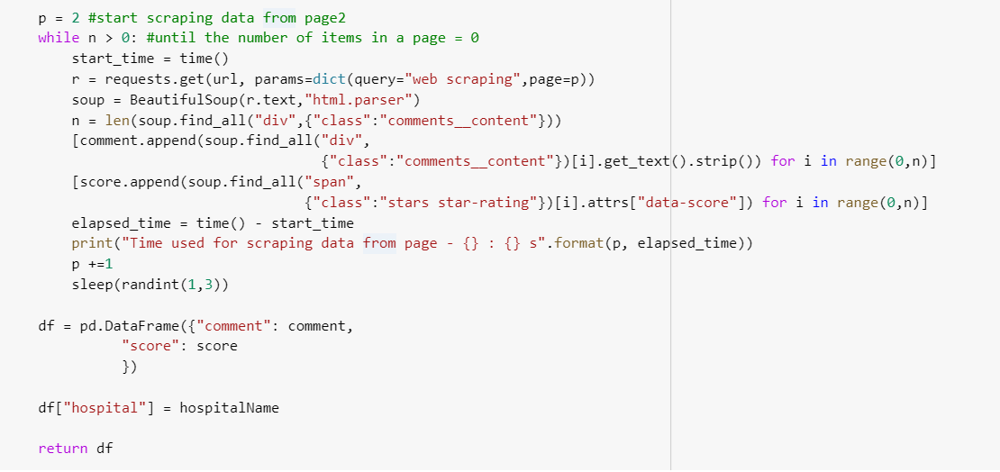 p = 2 #start scraping data from page2
while n > 0: #until the number of items in a page = 0
    start_time = time()
    r = requests.get(url, params=dict(query="web scraping",page=p))
    soup = BeautifulSoup(r.text,"html.parser")
    n = len(soup.find_all("div",{"class":"comments__content"}))
    [comment.append(soup.find_all("div",
                                  {"class":"comments__content"})[i].get_text().strip()) for i in range(0,n)]
    [score.append(soup.find_all("span",
                                {"class":"stars star-rating"})[i].attrs["data-score"]) for i in range(0,n)]
    elapsed_time = time() - start_time
    print("Time used for scraping data from page - {} : {} s".format(p, elapsed_time))
    p +=1
    sleep(randint(1,3))

df = pd.DataFrame({"comment": comment,
          "score": score
          })

df["hospital"] = hospitalName

return df